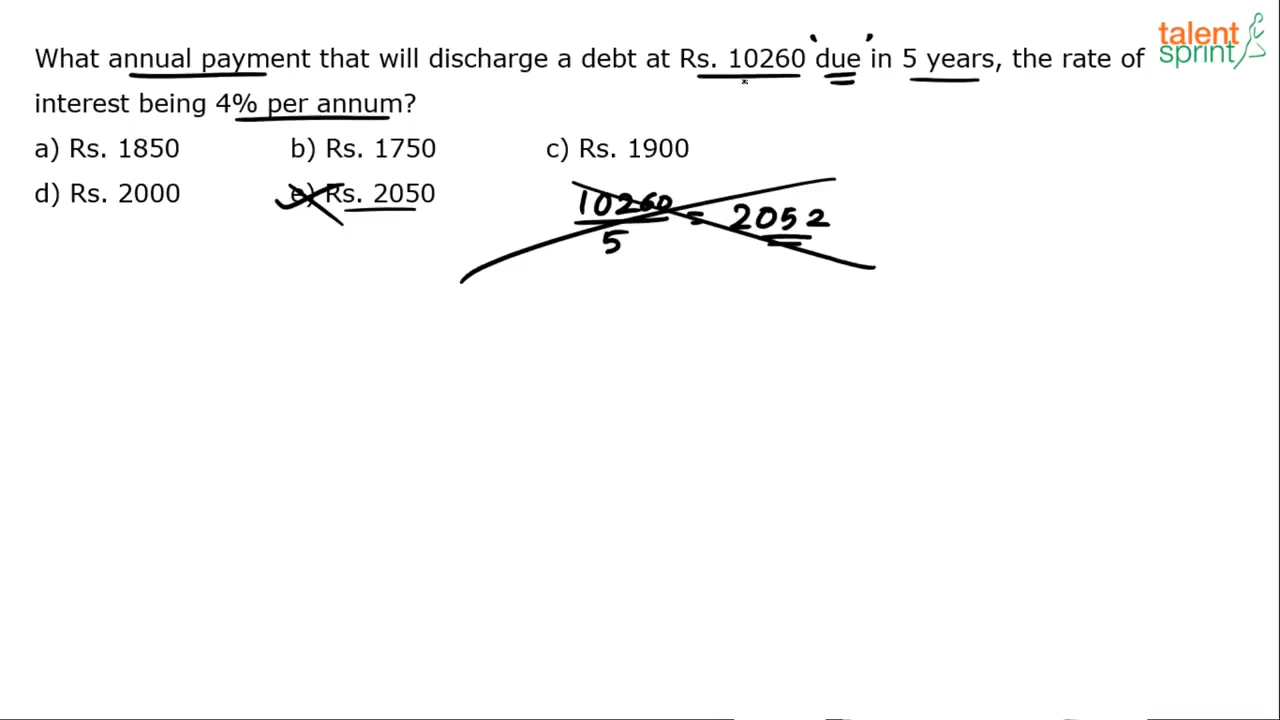 What annual payment that will discharge a debt at Rs. 10260 'due' in 5 years, the rate of
talent
sprint
interest being 4% per annum?
a) Rs. 1850 b) Rs. 1750 c) Rs. 1900
d) Rs. 2000 e) Rs. 2050
10260
5
= 2052